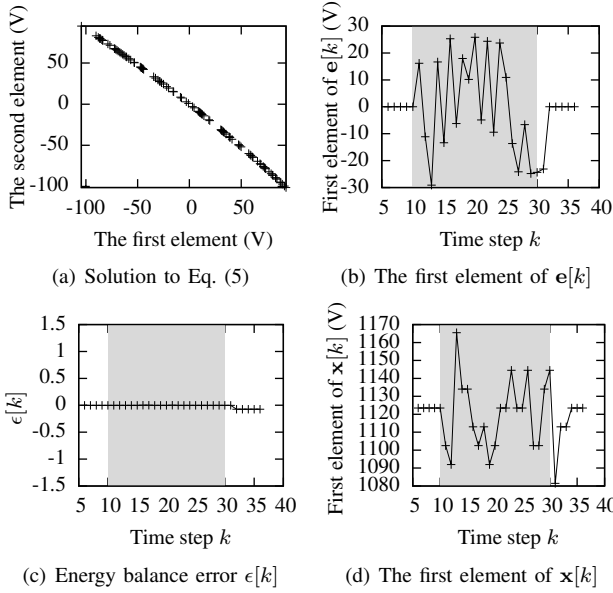 The second element (V)
50
0
-50
-100
-100
-50
0
50
The first element (V)
(a) Solution to Eq. (5)
First element of e[k] (V)
30
20
10
0
-10
-20
-30
5 10 15 20 25 30 35 40
Time step k
(b) The first element of e[k]
ϵ[k]
1.5
1
0.5
0
-0.5
-1
-1.5
5 10 15 20 25 30 35 40
Time step k
(c) Energy balance error ϵ[k]
First element of x[k] (V)
1170
1160
1150
1140
1130
1120
1110
1100
1090
1080
5 10 15 20 25 30 35 40
Time step k
(d) The first element of x[k]